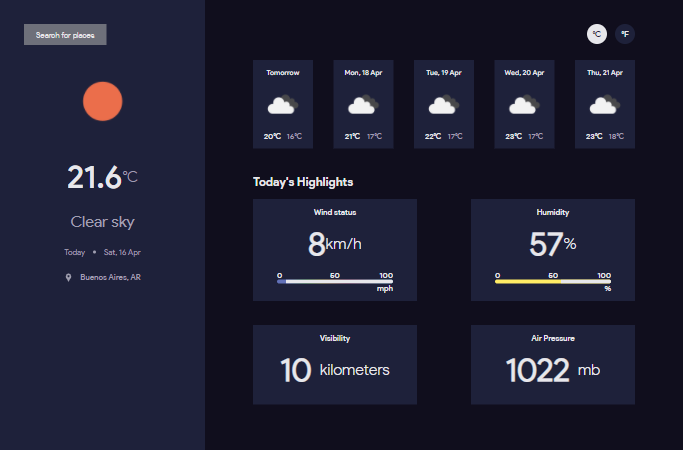 Search for places
21.6°C
Clear sky
Today • Sat, 16 Apr
Buenos Aires, AR
°C °F
Tomorrow
20°C 16°C
Mon, 18 Apr
21°C 17°C
Tue, 19 Apr
22°C 17°C
Wed, 20 Apr
23°C 17°C
Thu, 21 Apr
23°C 18°C
Today's Highlights
Wind status
8km/h
0 50 100
mph
Humidity
57%
0 50 100
%
Visibility
10 kilometers
Air Pressure
1022 mb